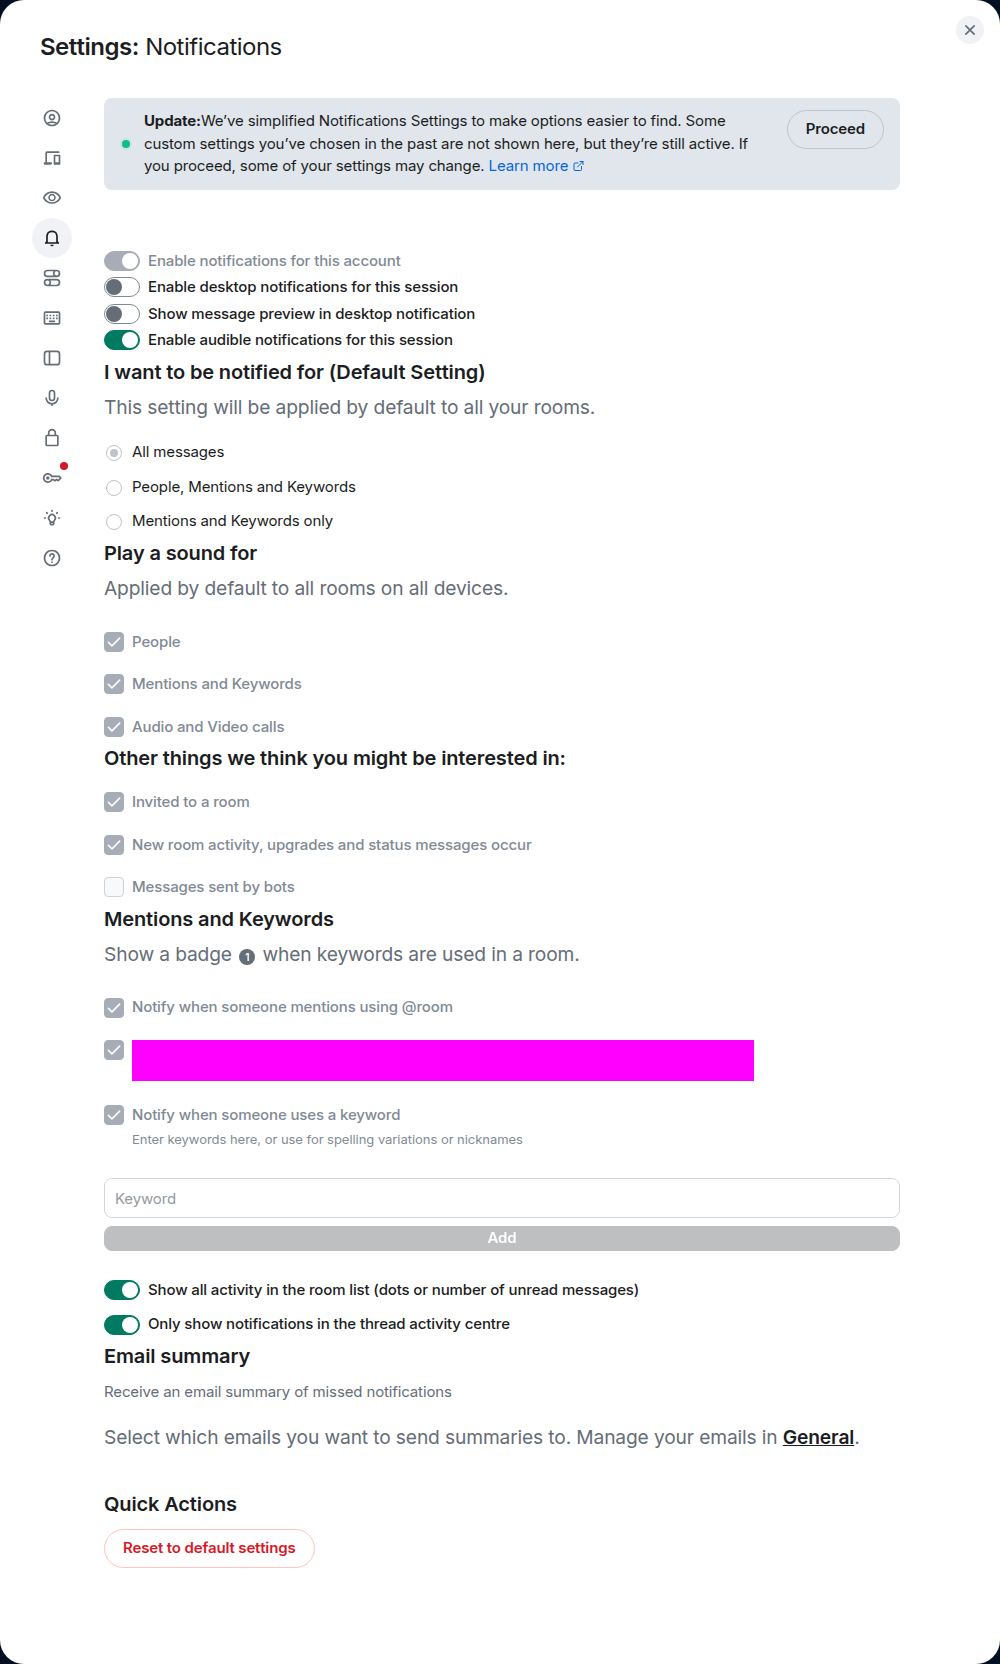 Settings: Notifications
Update:We’ve simplified Notifications Settings to make options easier to find. Some
custom settings you’ve chosen in the past are not shown here, but they’re still active. If
you proceed, some of your settings may change. Learn more
Proceed
Enable notifications for this account
Enable desktop notifications for this session
Show message preview in desktop notification
Enable audible notifications for this session
I want to be notified for (Default Setting)
This setting will be applied by default to all your rooms.
All messages
People, Mentions and Keywords
Mentions and Keywords only
Play a sound for
Applied by default to all rooms on all devices.
People
Mentions and Keywords
Audio and Video calls
Other things we think you might be interested in:
Invited to a room
New room activity, upgrades and status messages occur
Messages sent by bots
Mentions and Keywords
Show a badge 1 when keywords are used in a room.
Notify when someone mentions using @room
Notify when someone uses a keyword
Enter keywords here, or use for spelling variations or nicknames
Keyword
Add
Show all activity in the room list (dots or number of unread messages)
Only show notifications in the thread activity centre
Email summary
Receive an email summary of missed notifications
Select which emails you want to send summaries to. Manage your emails in General.
Quick Actions
Reset to default settings